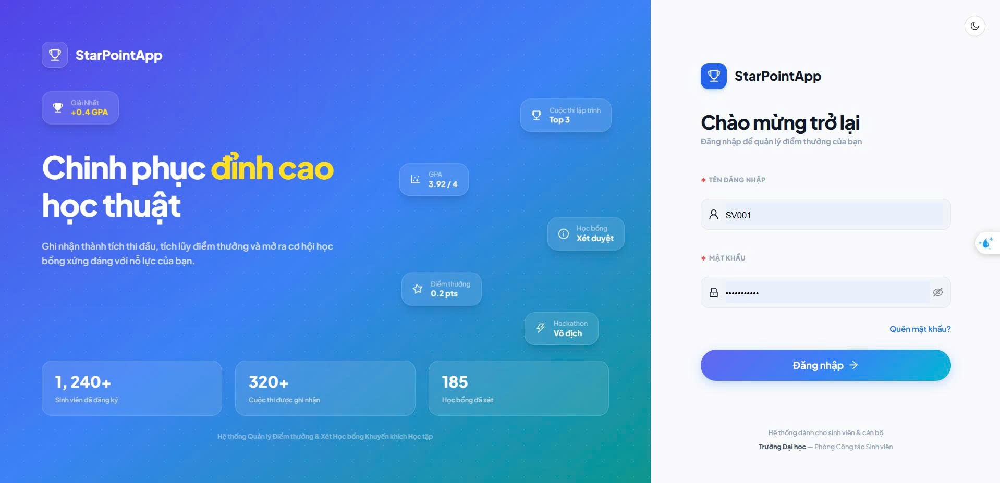 StarPointApp
Giải Nhất
+0.4 GPA
Cuộc thi lập trình
Top 3
Chinh phục đỉnh cao
học thuật
GPA
3.92 / 4
Học bổng
Xét duyệt
Ghi nhận thành tích thi đấu, tích lũy điểm thưởng và mở ra cơ hội học
bổng xứng đáng với nỗ lực của bạn.
Điểm thưởng
0.2 pts
Hackathon
Vô địch
1, 240+
Sinh viên đã đăng ký
320+
Cuộc thi được ghi nhận
185
Học bổng đã xét
Hệ thống Quản lý Điểm thưởng & Xét Học bổng Khuyến khích Học tập
StarPointApp
Chào mừng trở lại
Đăng nhập để quản lý điểm thưởng của bạn
* TÊN ĐĂNG NHẬP
SV001
* MẬT KHẨU
•••••••••••
Quên mật khẩu?
Đăng nhập →
Hệ thống dành cho sinh viên & cán bộ
Trường Đại học — Phòng Công tác Sinh viên